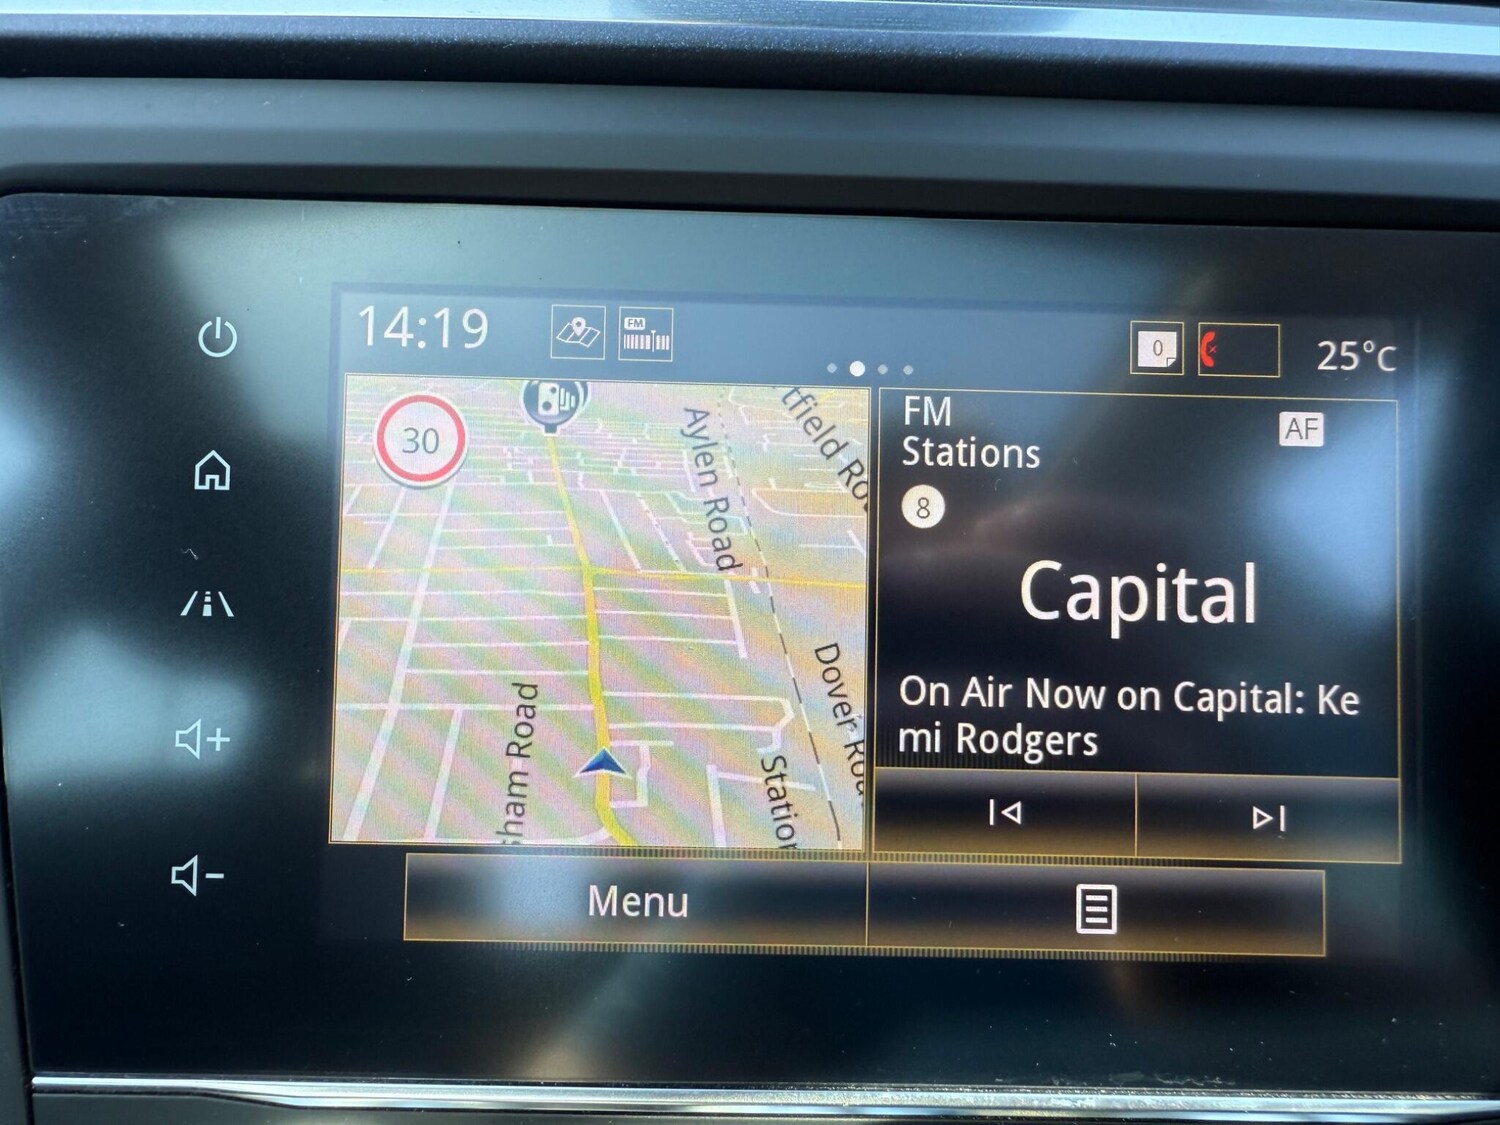 14:19
FM
0
25°C
30
Aylen Road
tfield Ro
Dover Rou
sham Road
Station
FM
Stations
AF
8
Capital
On Air Now on Capital: Ke
mi Rodgers
Menu